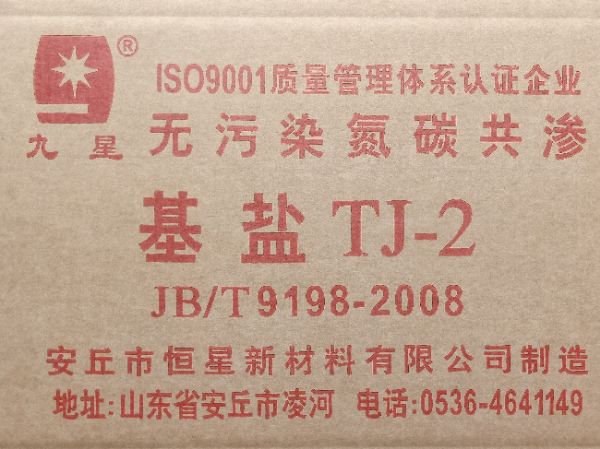 ®
ISO9001质量管理体系认证企业
九星 无污染氮碳共渗
基盐 TJ-2
JB/T9198-2008
安丘市恒星新材料有限公司制造
地址:山东省安丘市凌河 电话:0536-4641149